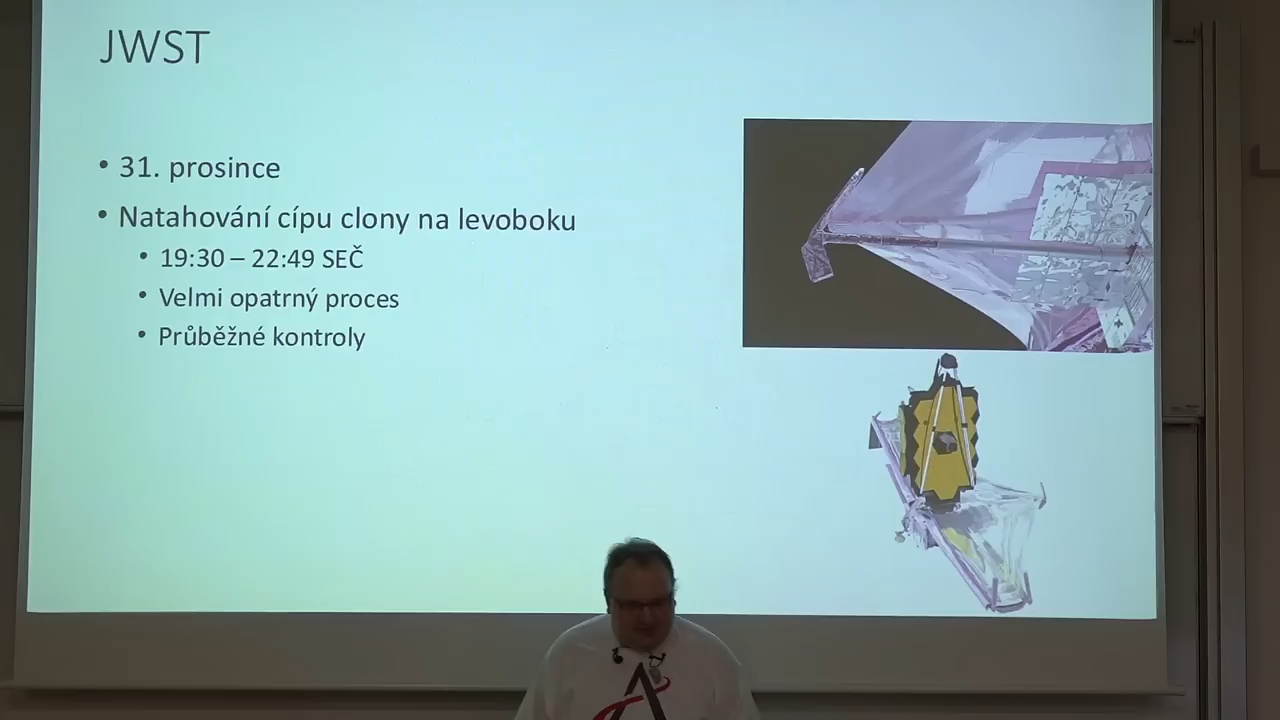 JWST
• 31. prosince
• Natahování cípu clony na levoboku
• 19:30 – 22:49 SEČ
• Velmi opatrný proces
• Průběžné kontroly